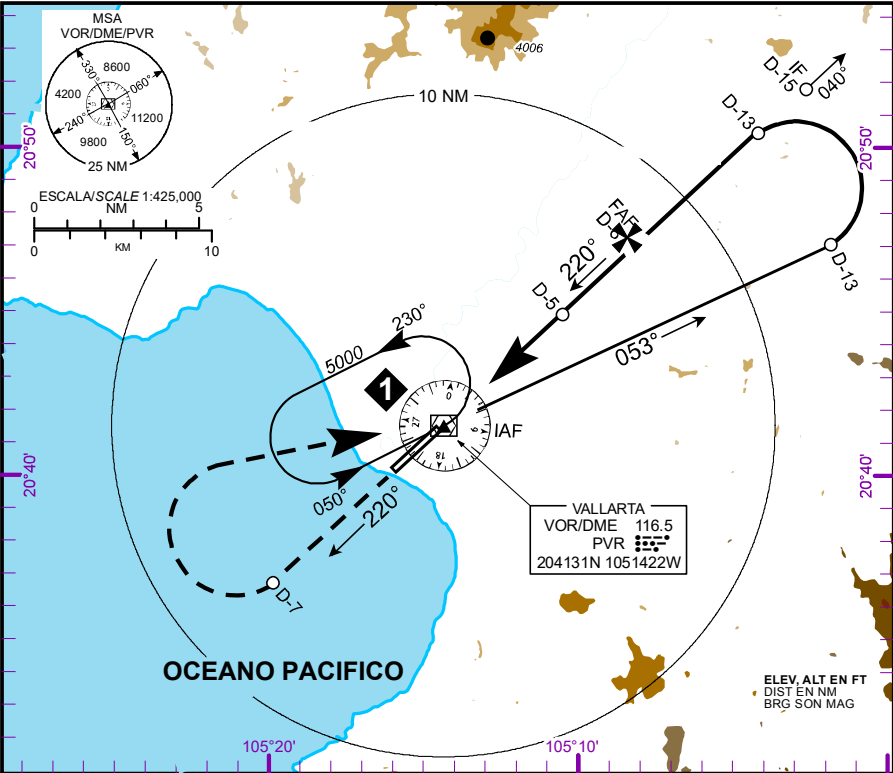 MSA
VOR/DME/PVR
330°
8600
060°
4200
11200
240°
9800
150°
25 NM
ESCALA/SCALE 1:425,000
0 NM 5
0 KM 10
4006
10 NM
IF
D-15
040°
D-13
20°50'
20°50'
FAF
D-6
220°
D-5
D-13
053°
230°
5000
1
0
27
9
18
IAF
050°
220°
20°40'
20°40'
VALLARTA
VOR/DME 116.5
PVR
204131N 1051422W
D-7
OCEANO PACIFICO
ELEV, ALT EN FT
DIST EN NM
BRG SON MAG
105°20'
105°10'